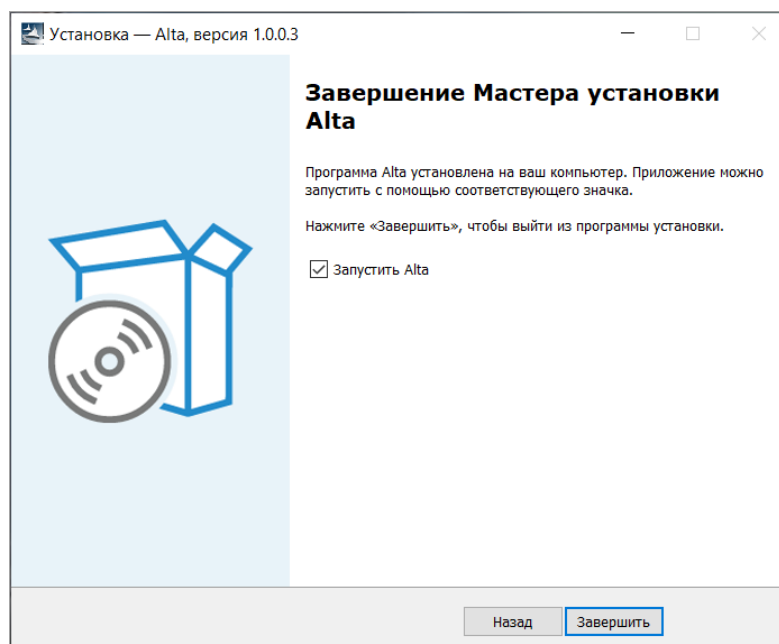 Установка — Alta, версия 1.0.0.3
Завершение Мастера установки
Alta
Программа Alta установлена на ваш компьютер. Приложение можно
запустить с помощью соответствующего значка.
Нажмите «Завершить», чтобы выйти из программы установки.
Запустить Alta
Назад
Завершить